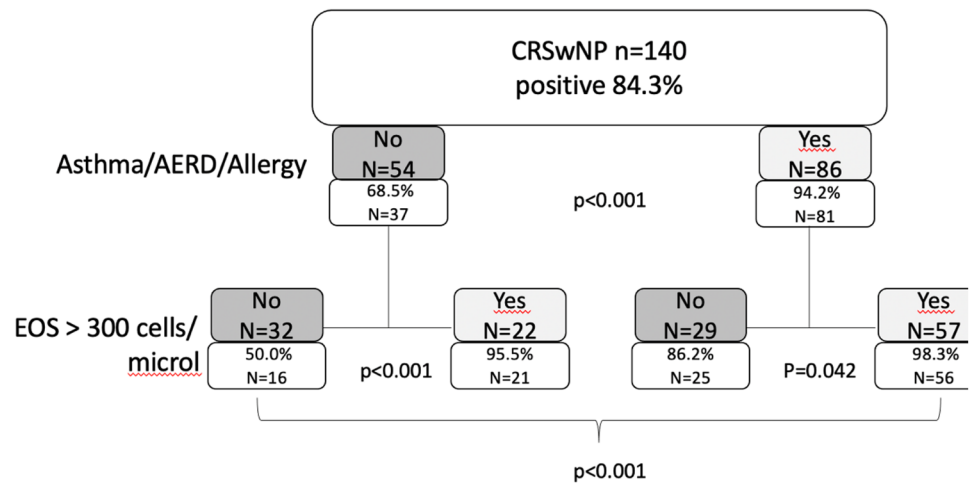 CRSwNP n=140
positive 84.3%
Asthma/AERD/Allergy
No
N=54
68.5%
N=37
p<0.001
Yes
N=86
94.2%
N=81
EOS > 300 cells/
microl
No
N=32
50.0%
N=16
p<0.001
Yes
N=22
95.5%
N=21
No
N=29
86.2%
N=25
P=0.042
Yes
N=57
98.3%
N=56
p<0.001